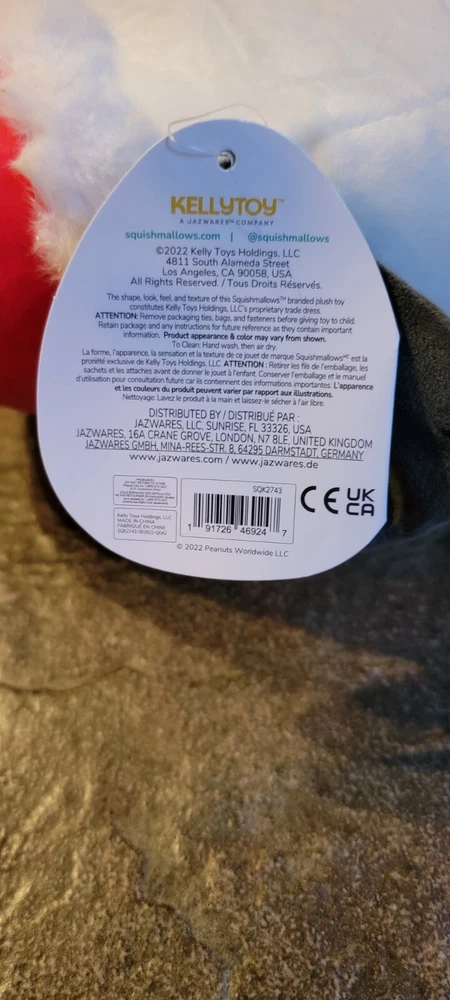 KELLYTOY™
A JAZWARES™ COMPANY
squishmallows.com | @squishmallows
©2022 Kelly Toys Holdings, LLC
4811 South Alameda Street
Los Angeles, CA 90058, USA
All Rights Reserved. / Tous Droits Réservés.
The shape, look, feel, and texture of this Squishmallows™ branded plush toy
constitutes Kelly Toys Holdings, LLC's proprietary trade dress.
ATTENTION: Remove packaging ties, bags, and fasteners before giving toy to child.
Retain package and any instructions for future reference as they contain important
information. Product appearance & color may vary from shown.
To Clean: Hand wash, then air dry.
La forme, l'apparence, la sensation et la texture de ce jouet de marque Squishmallowsᴹᶜ est la
proriété exclusive de Kelly Toys Holdings, LLC. ATTENTION : Retirer les fils de l'emballage, les
sachets et les attaches avant de donner le jouet à l'enfant. Conserver l'emballage et le manuel
d'utilisation pour consultation future car ils contiennent des informations importantes. L'apparence
et les couleurs du produit peuvent varier par rapport aux illustrations.
Nettoyage: Lavez le produit à la main et laissez-le sécher à l'air libre.
DISTRIBUTED BY / DISTRIBUÉ PAR :
JAZWARES, LLC, SUNRISE, FL 33326, USA
JAZWARES, 16A CRANE GROVE, LONDON, N7 8LE, UNITED KINGDOM
JAZWARES GMBH, MINA-REES-STR. 8, 64295 DARMSTADT, GERMANY
www.jazwares.com / www.jazwares.de
SQK2743
Kelly Toys Holdings, LLC
MADE IN CHINA
FABRIQUÉ EN CHINE
1 91726 46924 7
CE UK
CA
© 2022 Peanuts Worldwide LLC